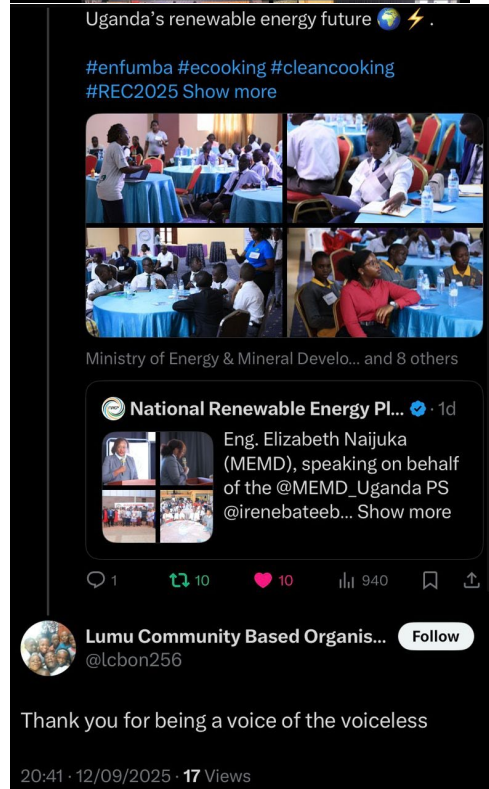 Uganda's renewable energy future 🌍 ⚡ .
#enfumba #ecooking #cleancooking
#REC2025 Show more
Ministry of Energy & Mineral Develo... and 8 others
National Renewable Energy Pl... · 1d
Eng. Elizabeth Naijuka
(MEMD), speaking on behalf
of the @MEMD_Uganda PS
@irenebateeb... Show more
1 10 10 940
Lumu Community Based Organis... Follow
@lcbon256
Thank you for being a voice of the voiceless
20:41 · 12/09/2025 · 17 Views